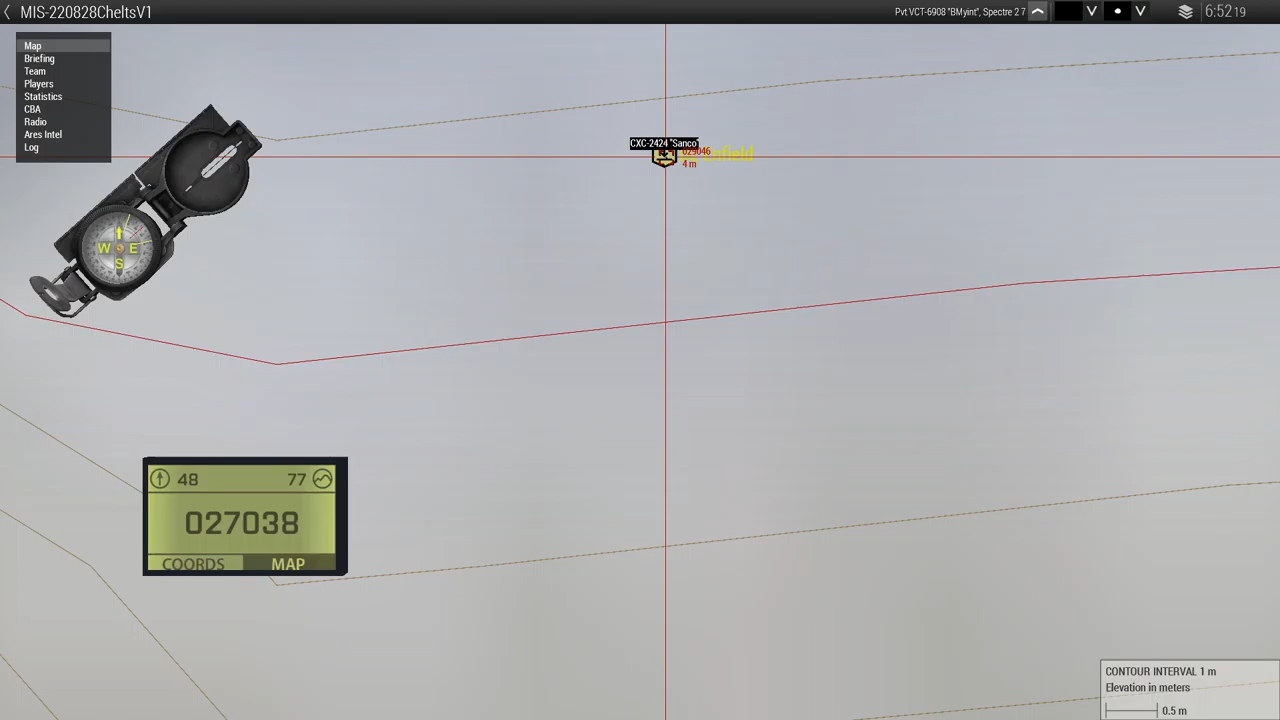 MIS-220828CheltsV1
Pvt VCT-6908 "BMyint", Spectre 2 7
V
V
6:52 19
Map
Briefing
Team
Players
Statistics
CBA
Radio
Ares Intel
Log
CXC-2424 "Sanco"
029046
4 m
Enfield
W E
S
48
77
027038
COORDS
MAP
CONTOUR INTERVAL 1 m
Elevation in meters
0.5 m